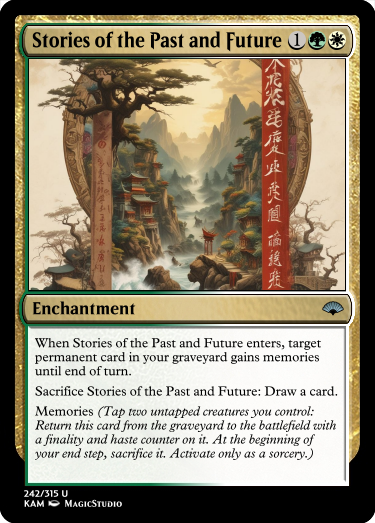 Stories of the Past and Future 1
Enchantment
When Stories of the Past and Future enters, target
permanent card in your graveyard gains memories
until end of turn.
Sacrifice Stories of the Past and Future: Draw a card.
Memories (Tap two untapped creatures you control:
Return this card from the graveyard to the battlefield with
a finality and haste counter on it. At the beginning of
your end step, sacrifice it. Activate only as a sorcery.)
242/315 U
KAM MagicStudio